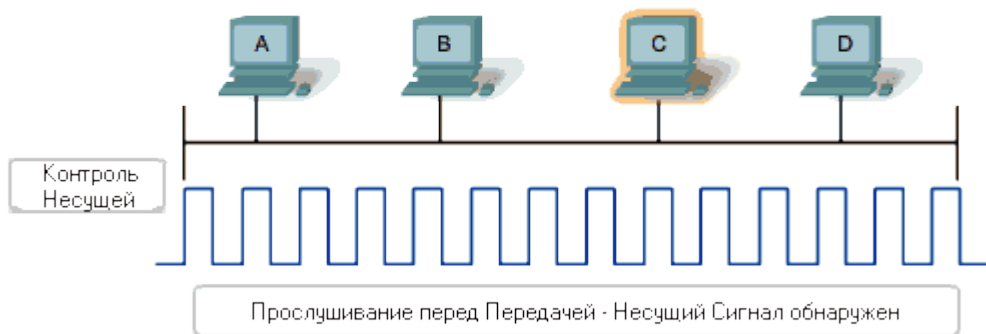 A B C D
Контроль
Несущей
Прослушивание перед Передачей - Несущий Сигнал обнаружен